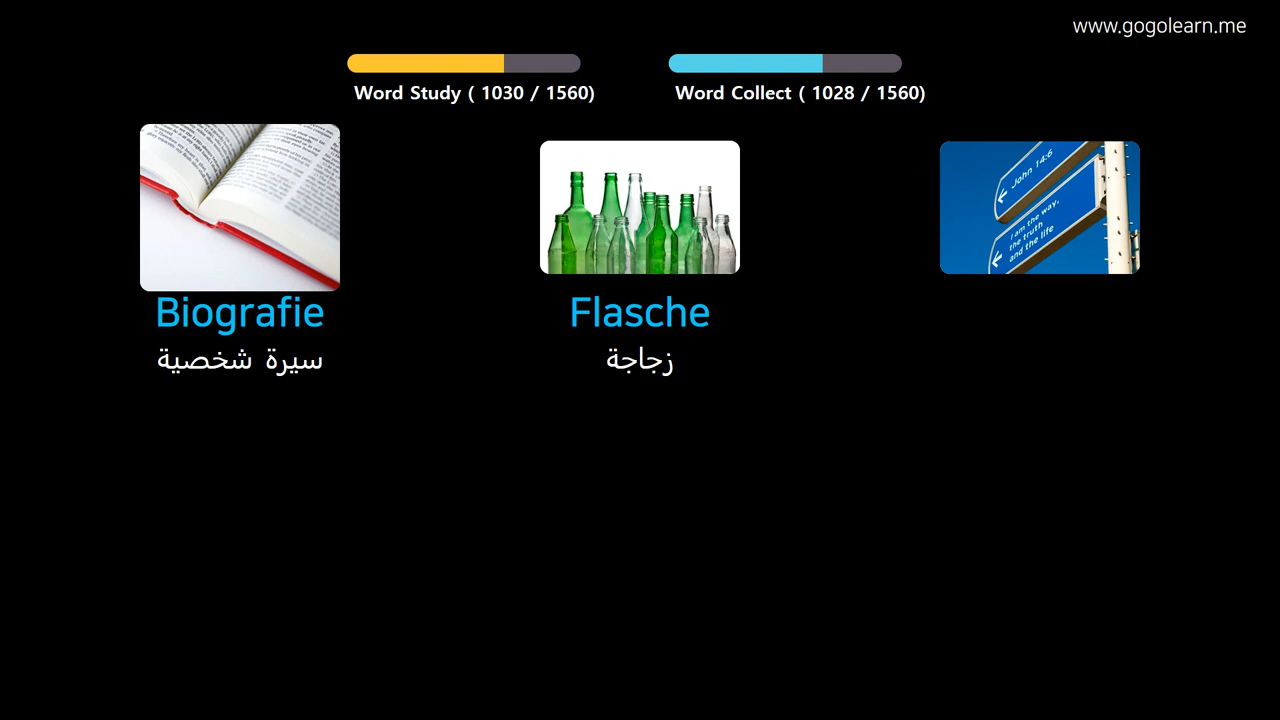 www.gogolearn.me
Word Study ( 1030 / 1560)
Word Collect ( 1028 / 1560)
John 14:6
I am the way,
the truth
and the life
Biografie
Flasche
سيرة شخصية
زجاجة